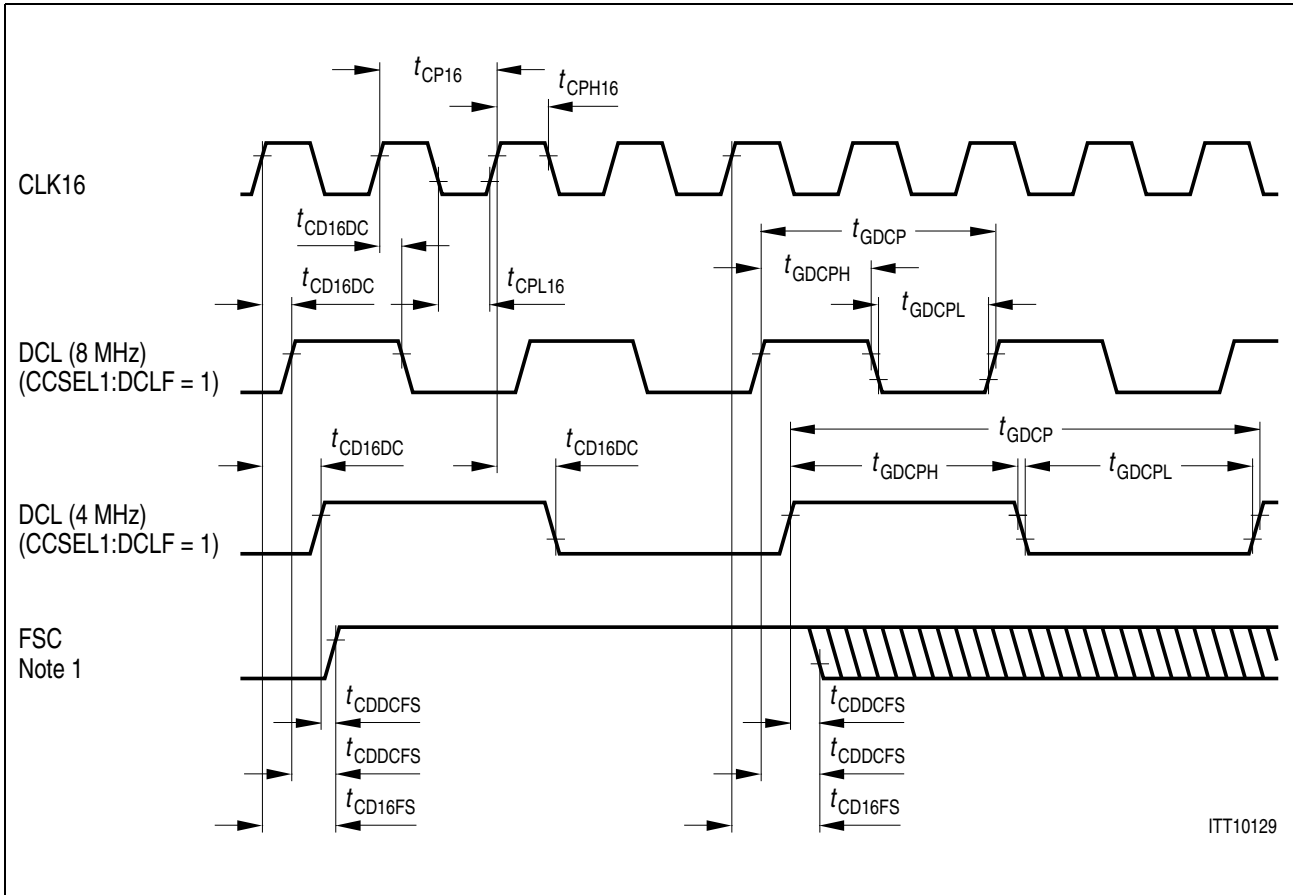 tCP16
tCPH16
CLK16
tCD16DC
tGDCP
tGDCPH
tCD16DC
tCPL16
tGDCPL
DCL (8 MHz)
(CCSEL1:DCLF = 1)
tCD16DC
tCD16DC
tGDCP
tGDCPH
tGDCPL
DCL (4 MHz)
(CCSEL1:DCLF = 1)
FSC
Note 1
tCDDCFS
tCDDCFS
tCDDCFS
tCDDCFS
tCD16FS
tCD16FS
ITT10129